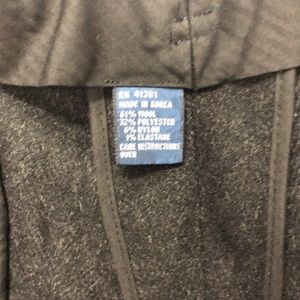 RN 41381
MADE IN KOREA
61% WOOL
32% POLYESTER
6% NYLON
1% ELASTANE
CARE INSTRUCTIONS
OVER